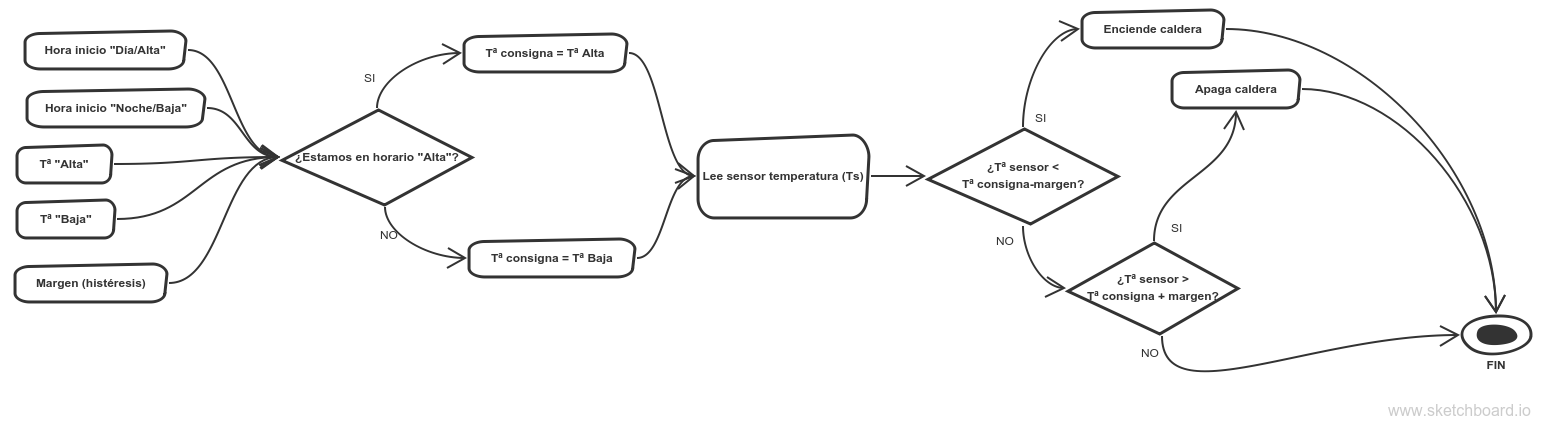 Hora inicio "Día/Alta"
Hora inicio "Noche/Baja"
Tª "Alta"
Tª "Baja"
Margen (histéresis)
¿Estamos en horario "Alta"?
SI
NO
Tª consigna = Tª Alta
Tª consigna = Tª Baja
Lee sensor temperatura (Ts)
¿Tª sensor <
Tª consigna-margen?
SI
NO
Enciende caldera
Apaga caldera
SI
¿Tª sensor >
Tª consigna + margen?
NO
FIN
www.sketchboard.io